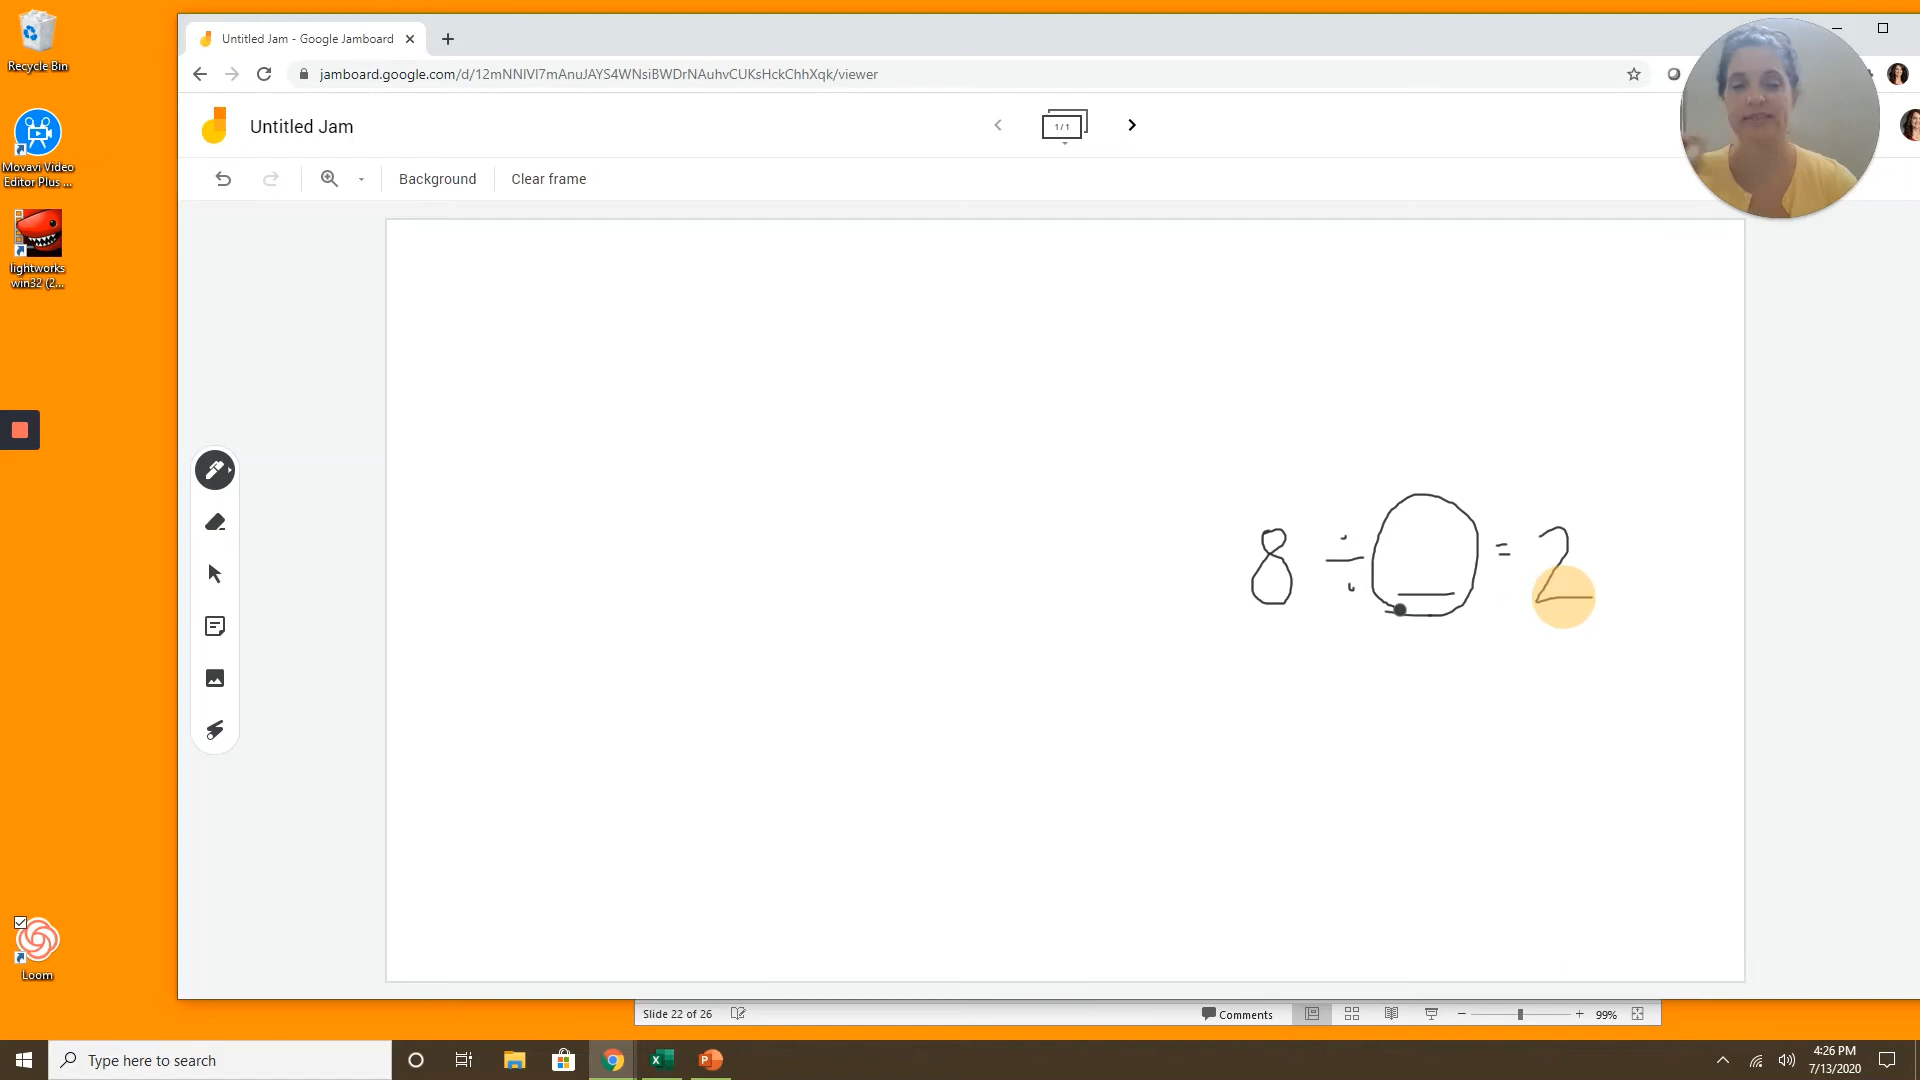 Untitled Jam - Google Jamboard
jamboard.google.com/d/12mNNIVI7mAnuJAYS4WNsiBWDrNAuhvCUKsHckChhXqk/viewer
Untitled Jam
1/1
Background
Clear frame
8 ÷ __ = 2
Recycle Bin
Movavi Video
Editor Plus ...
lightworks
win32 (2...
Loom
Slide 22 of 26
Comments
99%
Type here to search
4:26 PM
7/13/2020